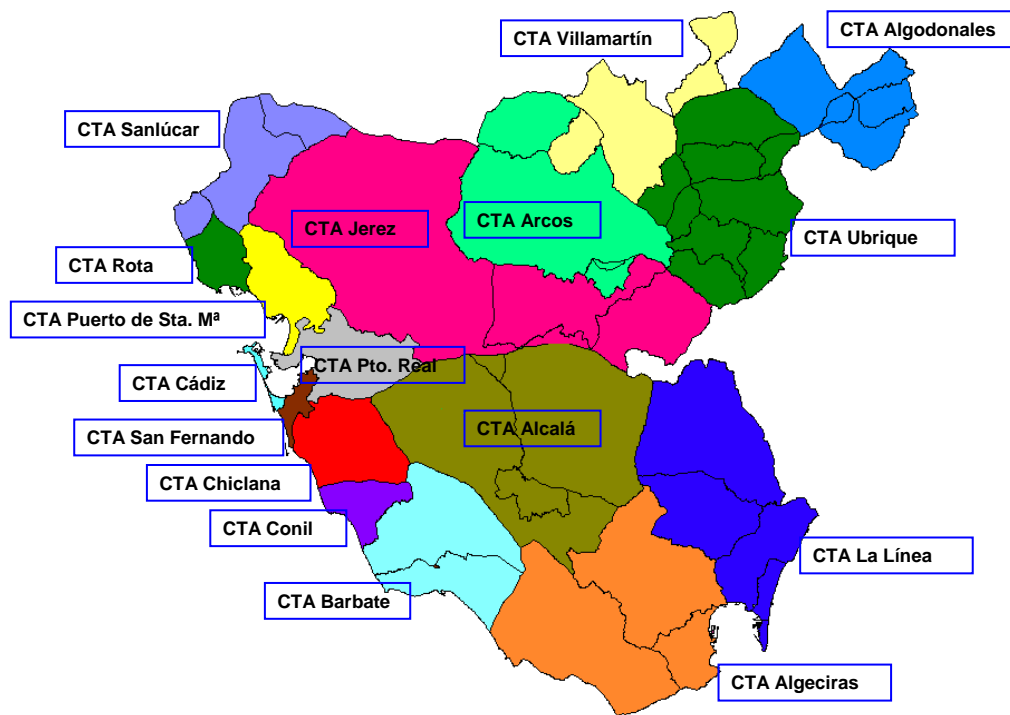 CTA Villamartín
CTA Algodonales
CTA Sanlúcar
CTA Jerez
CTA Arcos
CTA Ubrique
CTA Rota
CTA Puerto de Sta. Mª
CTA Pto. Real
CTA Cádiz
CTA San Fernando
CTA Alcalá
CTA Chiclana
CTA Conil
CTA La Línea
CTA Barbate
CTA Algeciras